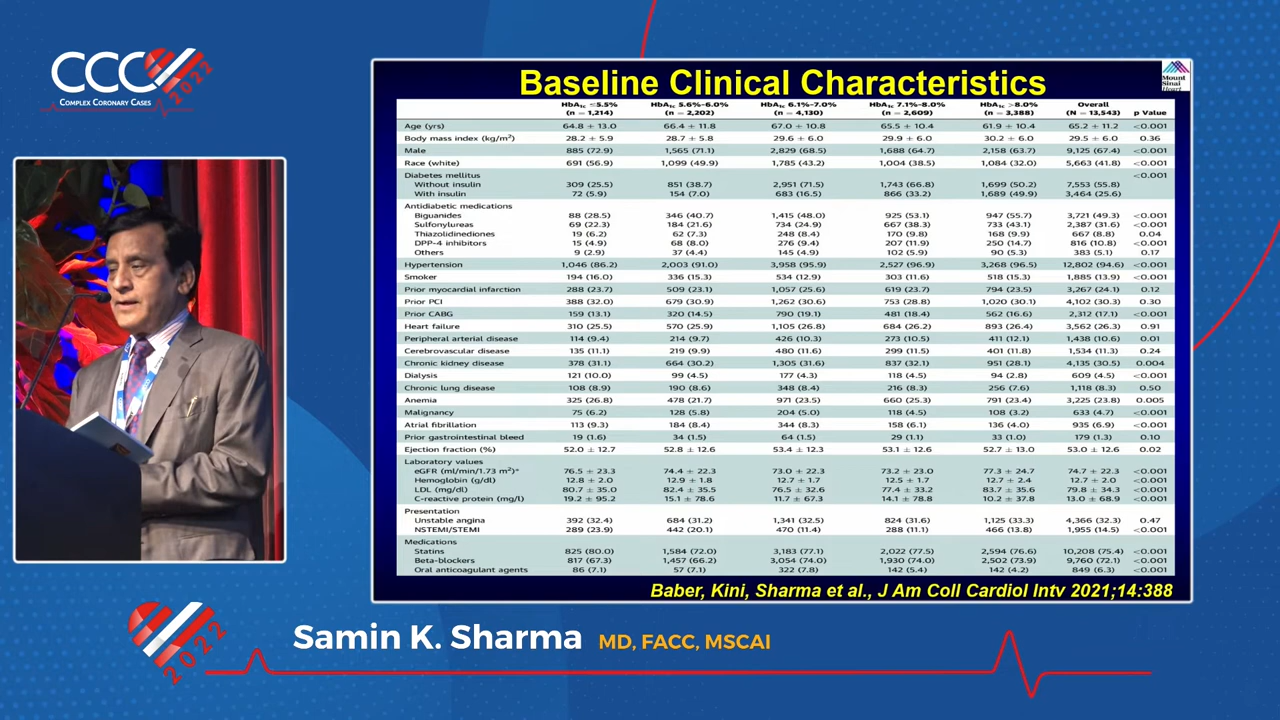 CCC
2021
COMPLEX CORONARY CASES
Baseline Clinical Characteristics
Mount
Sinai
Heart
HbA1c ≤5.5% HbA1c 5.6%–6.0% HbA1c 6.1%–7.0% HbA1c 7.1%–8.0% HbA1c >8.0% Overall
(n = 1,214) (n = 2,202) (n = 4,130) (n = 2,609) (n = 3,388) (N = 13,543) p Value
Age (yrs) 64.8 ± 13.0 66.4 ± 11.8 67.0 ± 10.8 65.5 ± 10.4 61.9 ± 10.4 65.2 ± 11.2 <0.001
Body mass index (kg/m²) 28.2 ± 5.9 28.7 ± 5.8 29.6 ± 6.0 29.9 ± 6.0 30.2 ± 6.0 29.5 ± 6.0 0.36
Male 885 (72.9) 1,565 (71.1) 2,829 (68.5) 1,688 (64.7) 2,158 (63.7) 9,125 (67.4) <0.001
Race (white) 691 (56.9) 1,099 (49.9) 1,785 (43.2) 1,004 (38.5) 1,084 (32.0) 5,663 (41.8) <0.001
Diabetes mellitus <0.001
Without insulin 309 (25.5) 851 (38.7) 2,951 (71.5) 1,743 (66.8) 1,699 (50.2) 7,553 (55.8)
With insulin 72 (5.9) 154 (7.0) 683 (16.5) 866 (33.2) 1,689 (49.9) 3,464 (25.6)
Antidiabetic medications
Biguanides 88 (28.5) 346 (40.7) 1,415 (48.0) 925 (53.1) 947 (55.7) 3,721 (49.3) <0.001
Sulfonylureas 69 (22.3) 184 (21.6) 734 (24.9) 667 (38.3) 733 (43.1) 2,387 (31.6) <0.001
Thiazolidinediones 19 (6.2) 62 (7.3) 248 (8.4) 170 (9.8) 168 (9.9) 667 (8.8) 0.04
DPP-4 inhibitors 15 (4.9) 68 (8.0) 276 (9.4) 207 (11.9) 250 (14.7) 816 (10.8) <0.001
Others 9 (2.9) 37 (4.4) 145 (4.9) 102 (5.9) 90 (5.3) 383 (5.1) 0.17
Hypertension 1,046 (86.2) 2,003 (91.0) 3,958 (95.9) 2,527 (96.9) 3,268 (96.5) 12,802 (94.6) <0.001
Smoker 194 (16.0) 336 (15.3) 534 (12.9) 303 (11.6) 518 (15.3) 1,885 (13.9) <0.001
Prior myocardial infarction 288 (23.7) 509 (23.1) 1,057 (25.6) 619 (23.7) 794 (23.5) 3,267 (24.1) 0.12
Prior PCI 388 (32.0) 679 (30.9) 1,262 (30.6) 753 (28.8) 1,020 (30.1) 4,102 (30.3) 0.30
Prior CABG 159 (13.1) 320 (14.5) 790 (19.1) 481 (18.4) 562 (16.6) 2,312 (17.1) <0.001
Heart failure 310 (25.5) 570 (25.9) 1,105 (26.8) 684 (26.2) 893 (26.4) 3,562 (26.3) 0.91
Peripheral arterial disease 114 (9.4) 214 (9.7) 426 (10.3) 273 (10.5) 411 (12.1) 1,438 (10.6) 0.01
Cerebrovascular disease 135 (11.1) 219 (9.9) 480 (11.6) 299 (11.5) 401 (11.8) 1,534 (11.3) 0.24
Chronic kidney disease 378 (31.1) 664 (30.2) 1,305 (31.6) 837 (32.1) 951 (28.1) 4,135 (30.5) 0.004
Dialysis 121 (10.0) 99 (4.5) 177 (4.3) 118 (4.5) 94 (2.8) 609 (4.5) <0.001
Chronic lung disease 108 (8.9) 190 (8.6) 348 (8.4) 216 (8.3) 256 (7.6) 1,118 (8.3) 0.50
Anemia 325 (26.8) 478 (21.7) 971 (23.5) 660 (25.3) 791 (23.4) 3,225 (23.8) 0.005
Malignancy 75 (6.2) 128 (5.8) 204 (5.0) 118 (4.5) 108 (3.2) 633 (4.7) <0.001
Atrial fibrillation 113 (9.3) 184 (8.4) 344 (8.3) 158 (6.1) 136 (4.0) 935 (6.9) <0.001
Prior gastrointestinal bleed 19 (1.6) 34 (1.5) 64 (1.5) 29 (1.1) 33 (1.0) 179 (1.3) 0.10
Ejection fraction (%) 52.0 ± 12.7 52.8 ± 12.6 53.4 ± 12.3 53.1 ± 12.6 52.7 ± 13.0 53.0 ± 12.6 0.02
Laboratory values
eGFR (ml/min/1.73 m²)* 76.5 ± 23.3 74.4 ± 22.3 73.0 ± 22.3 73.2 ± 23.0 77.3 ± 24.7 74.7 ± 22.3 <0.001
Hemoglobin (g/dl) 12.8 ± 2.0 12.9 ± 1.8 12.7 ± 1.7 12.5 ± 1.7 12.7 ± 2.4 12.7 ± 2.0 <0.001
LDL (mg/dl) 80.7 ± 35.0 82.4 ± 35.5 76.5 ± 32.6 77.4 ± 33.2 83.7 ± 35.6 79.8 ± 34.3 <0.001
C-reactive protein (mg/l) 19.2 ± 95.2 15.1 ± 78.6 11.7 ± 67.3 14.1 ± 78.8 10.2 ± 37.8 13.0 ± 68.9 <0.001
Presentation
Unstable angina 392 (32.4) 684 (31.2) 1,341 (32.5) 824 (31.6) 1,125 (33.3) 4,366 (32.3) 0.47
NSTEMI/STEMI 289 (23.9) 442 (20.1) 470 (11.4) 288 (11.1) 466 (13.8) 1,955 (14.5) <0.001
Medications
Statins 825 (80.0) 1,584 (72.0) 3,183 (77.1) 2,022 (77.5) 2,594 (76.6) 10,208 (75.4) <0.001
Beta-blockers 817 (67.3) 1,457 (66.2) 3,054 (74.0) 1,930 (74.0) 2,502 (73.9) 9,760 (72.1) <0.001
Oral anticoagulant agents 86 (7.1) 57 (7.1) 322 (7.8) 142 (5.4) 142 (4.2) 849 (6.3) <0.001
Baber, Kini, Sharma et al., J Am Coll Cardiol Intv 2021;14:388
2022
Samin K. Sharma MD, FACC, MSCAI